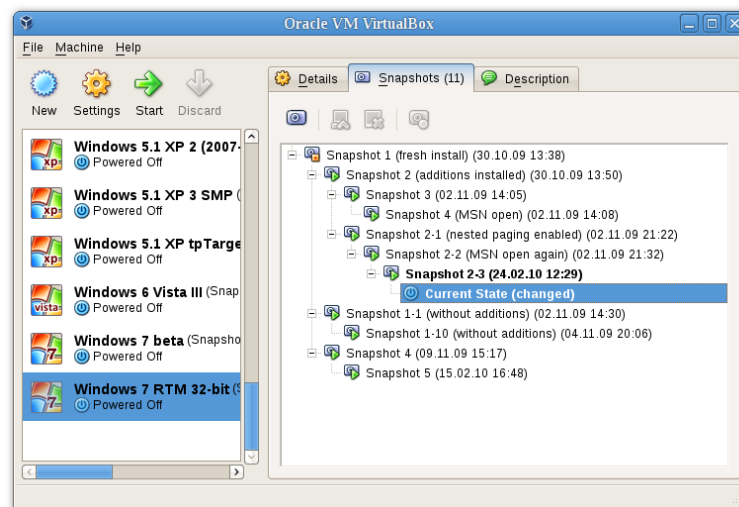 Oracle VM VirtualBox
File Machine Help
New Settings Start Discard
Details Snapshots (11) Description
Windows 5.1 XP 2 (2007-
Powered Off
Windows 5.1 XP 3 SMP (
Powered Off
Windows 5.1 XP tpTarge
Powered Off
Windows 6 Vista III (Snap
Powered Off
Windows 7 beta (Snapsho
Powered Off
Windows 7 RTM 32-bit (S
Powered Off
xp
xp
xp
vista
7
7
Snapshot 1 (fresh install) (30.10.09 13:38)
Snapshot 2 (additions installed) (30.10.09 13:50)
Snapshot 3 (02.11.09 14:05)
Snapshot 4 (MSN open) (02.11.09 14:08)
Snapshot 2-1 (nested paging enabled) (02.11.09 21:22)
Snapshot 2-2 (MSN open again) (02.11.09 21:32)
Snapshot 2-3 (24.02.10 12:29)
Current State (changed)
Snapshot 1-1 (without additions) (02.11.09 14:30)
Snapshot 1-10 (without additions) (04.11.09 20:06)
Snapshot 4 (09.11.09 15:17)
Snapshot 5 (15.02.10 16:48)